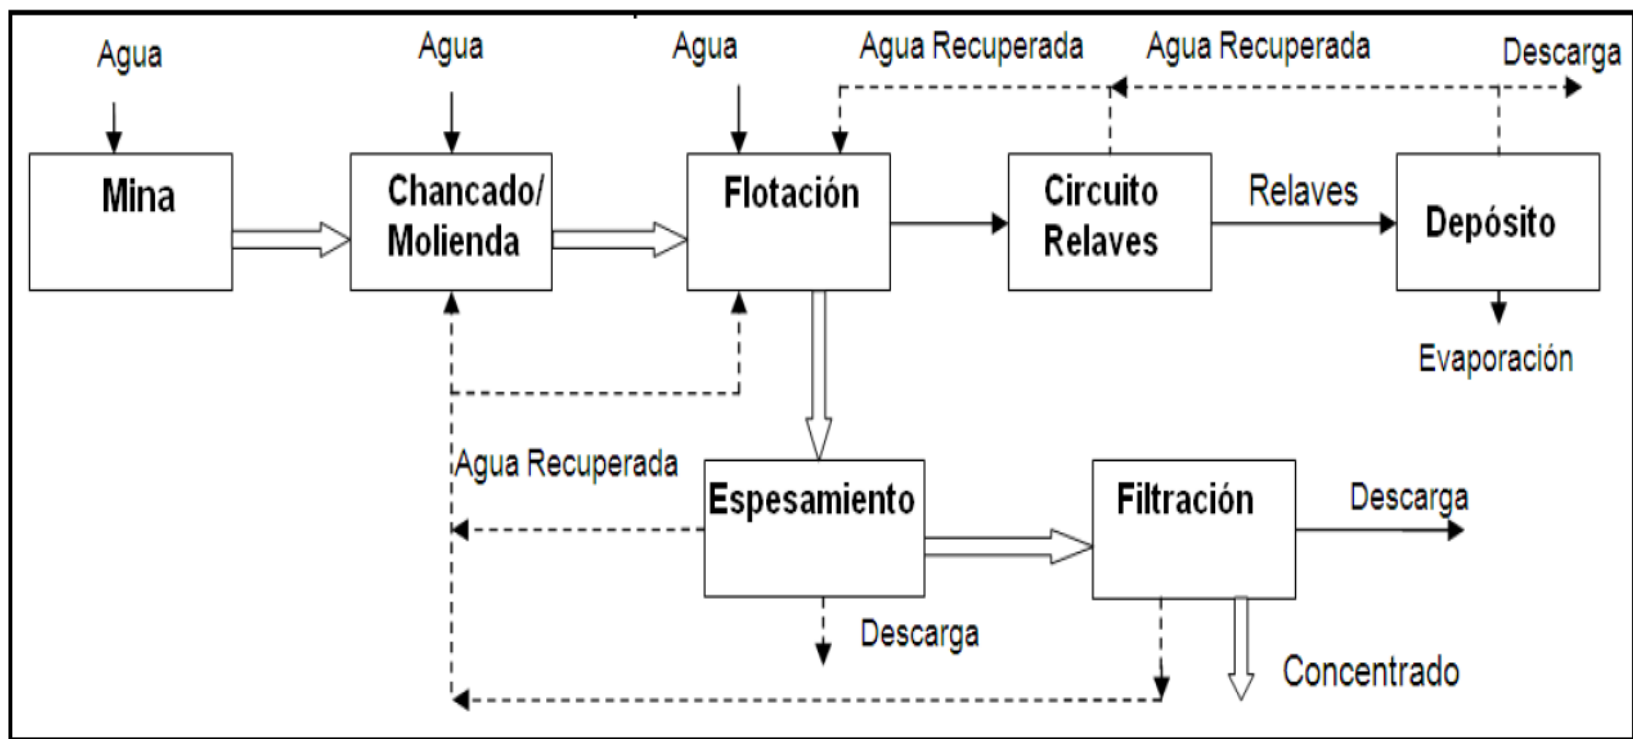 Agua
Agua
Agua
Agua Recuperada
Agua Recuperada
Descarga
Mina
Chancado/
Molienda
Flotación
Circuito
Relaves
Relaves
Depósito
Evaporación
Agua Recuperada
Espesamiento
Filtración
Descarga
Descarga
Concentrado